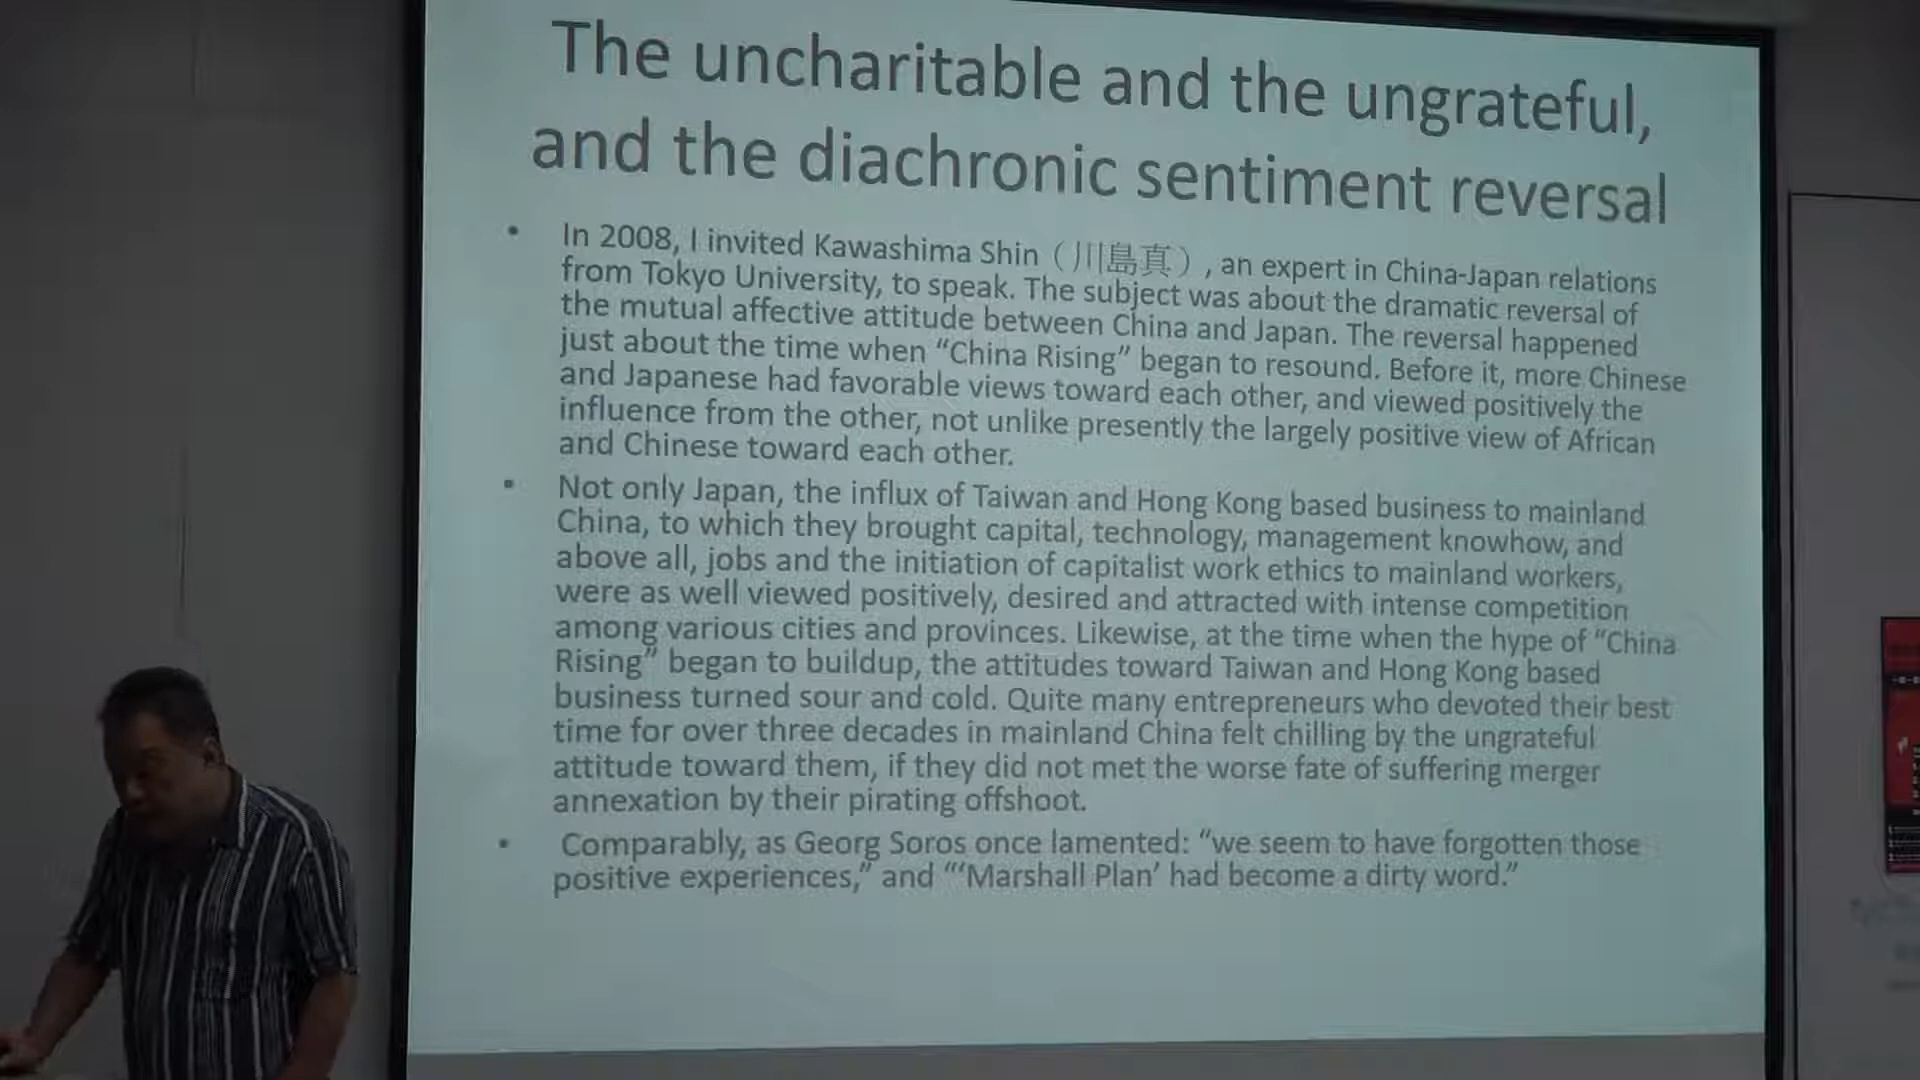 The uncharitable and the ungrateful,
and the diachronic sentiment reversal
• In 2008, I invited Kawashima Shin（川島真）, an expert in China-Japan relations
from Tokyo University, to speak. The subject was about the dramatic reversal of
the mutual affective attitude between China and Japan. The reversal happened
just about the time when “China Rising” began to resound. Before it, more Chinese
and Japanese had favorable views toward each other, and viewed positively the
influence from the other, not unlike presently the largely positive view of African
and Chinese toward each other.
• Not only Japan, the influx of Taiwan and Hong Kong based business to mainland
China, to which they brought capital, technology, management knowhow, and
above all, jobs and the initiation of capitalist work ethics to mainland workers,
were as well viewed positively, desired and attracted with intense competition
among various cities and provinces. Likewise, at the time when the hype of “China
Rising” began to buildup, the attitudes toward Taiwan and Hong Kong based
business turned sour and cold. Quite many entrepreneurs who devoted their best
time for over three decades in mainland China felt chilling by the ungrateful
attitude toward them, if they did not met the worse fate of suffering merger
annexation by their pirating offshoot.
• Comparably, as Georg Soros once lamented: “we seem to have forgotten those
positive experiences,” and “‘Marshall Plan’ had become a dirty word.”